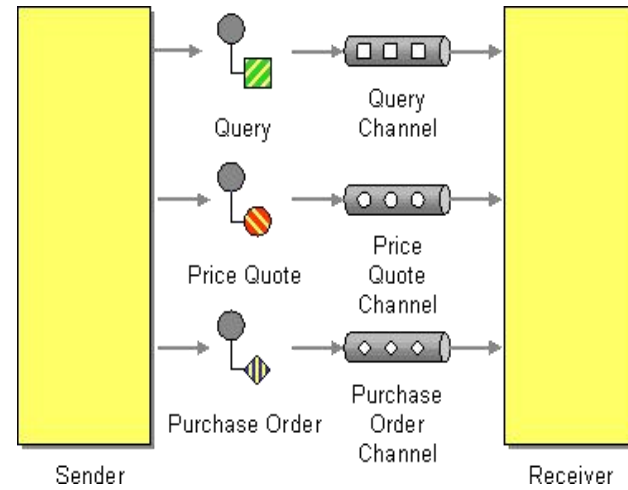 Query
Query
Channel
Price Quote
Price
Quote
Channel
Purchase Order
Purchase
Order
Channel
Sender
Receiver